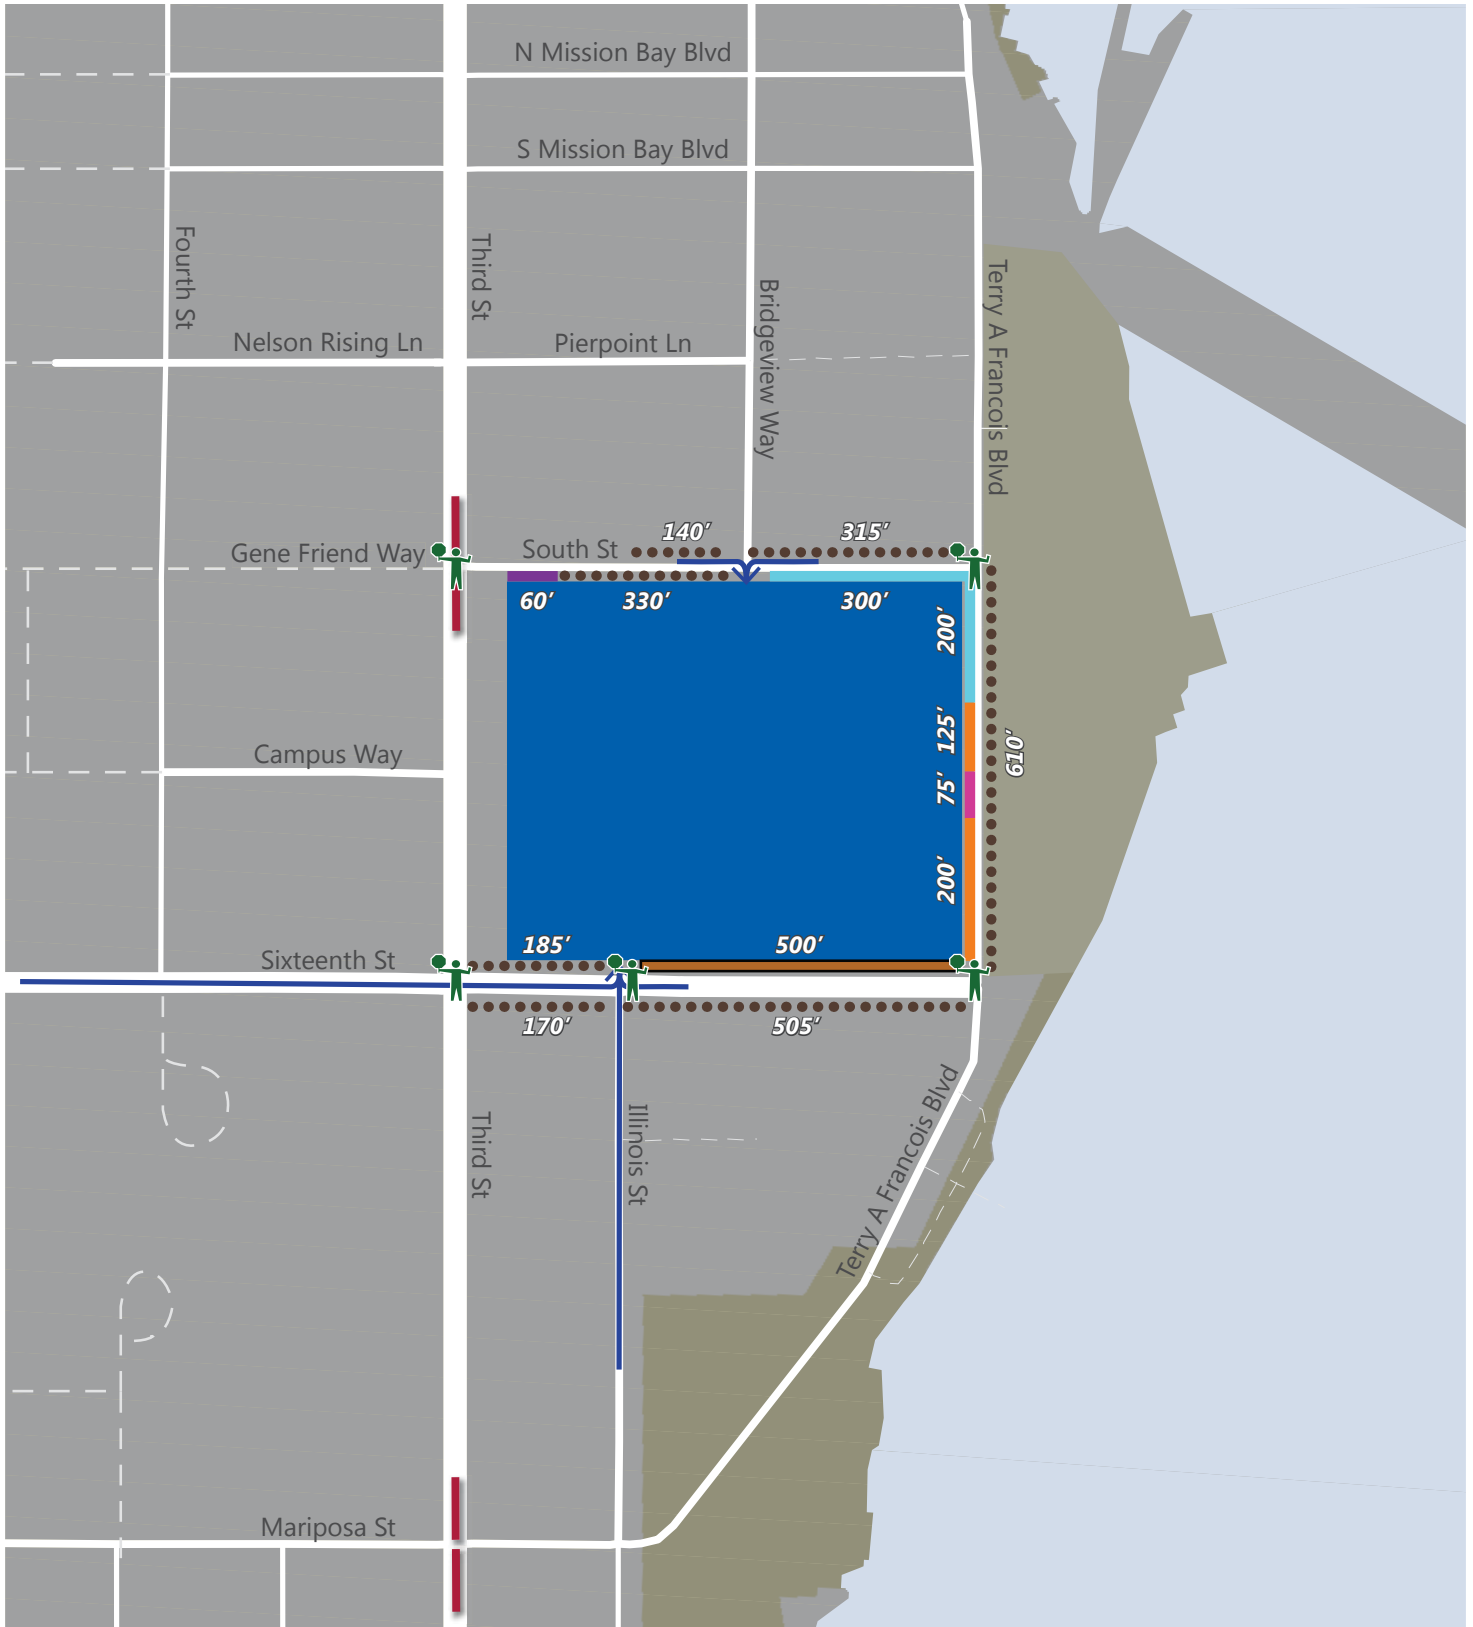 N Mission Bay Blvd
S Mission Bay Blvd
Fourth St
Third St
Bridgeview Way
Terry A Francois Blvd
Nelson Rising Ln
Pierpoint Ln
140'
315'
Gene Friend Way
South St
60'
330'
300'
200'
125'
75'
610'
Campus Way
200'
185'
500'
Sixteenth St
170'
505'
Third St
Illinois St
Terry A Francois Blvd
Mariposa St